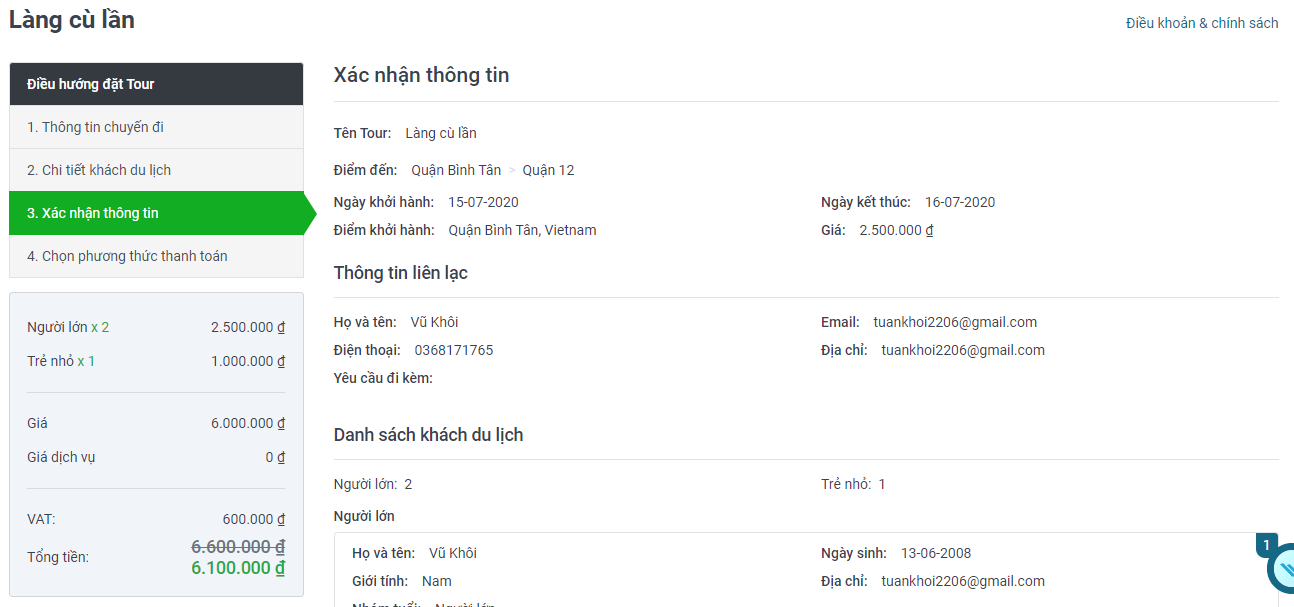 Làng cù lần
Điều khoản & chính sách
Điều hướng đặt Tour
1. Thông tin chuyến đi
2. Chi tiết khách du lịch
3. Xác nhận thông tin
4. Chọn phương thức thanh toán
Người lớn x 2 2.500.000 ₫
Trẻ nhỏ x 1 1.000.000 ₫
Giá 6.000.000 ₫
Giá dịch vụ 0 ₫
VAT: 600.000 ₫
Tổng tiền: 6.600.000 ₫
6.100.000 ₫
Xác nhận thông tin
Tên Tour: Làng cù lần
Điểm đến: Quận Bình Tân > Quận 12
Ngày khởi hành: 15-07-2020 Ngày kết thúc: 16-07-2020
Điểm khởi hành: Quận Bình Tân, Vietnam Giá: 2.500.000 ₫
Thông tin liên lạc
Họ và tên: Vũ Khôi Email: tuankhoi2206@gmail.com
Điện thoại: 0368171765 Địa chỉ: tuankhoi2206@gmail.com
Yêu cầu đi kèm:
Danh sách khách du lịch
Người lớn: 2 Trẻ nhỏ: 1
Người lớn
Họ và tên: Vũ Khôi Ngày sinh: 13-06-2008
Giới tính: Nam Địa chỉ: tuankhoi2206@gmail.com
Nhóm tuổi: Người lớn
1